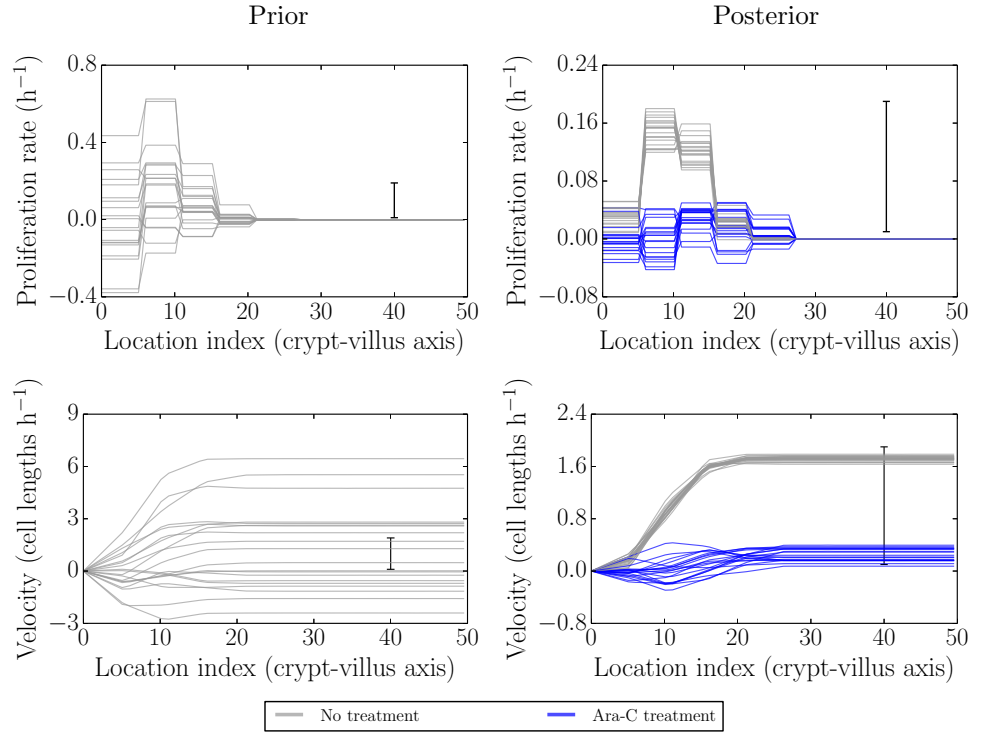 Prior
Posterior
Proliferation rate (h⁻¹)
0.8
0.4
0.0
−0.4
0 10 20 30 40 50
Location index (crypt-villus axis)
Proliferation rate (h⁻¹)
0.24
0.16
0.08
0.00
−0.08
0 10 20 30 40 50
Location index (crypt-villus axis)
Velocity (cell lengths h⁻¹)
9
6
3
0
−3
0 10 20 30 40 50
Location index (crypt-villus axis)
Velocity (cell lengths h⁻¹)
2.4
1.6
0.8
0.0
−0.8
0 10 20 30 40 50
Location index (crypt-villus axis)
No treatment
Ara-C treatment